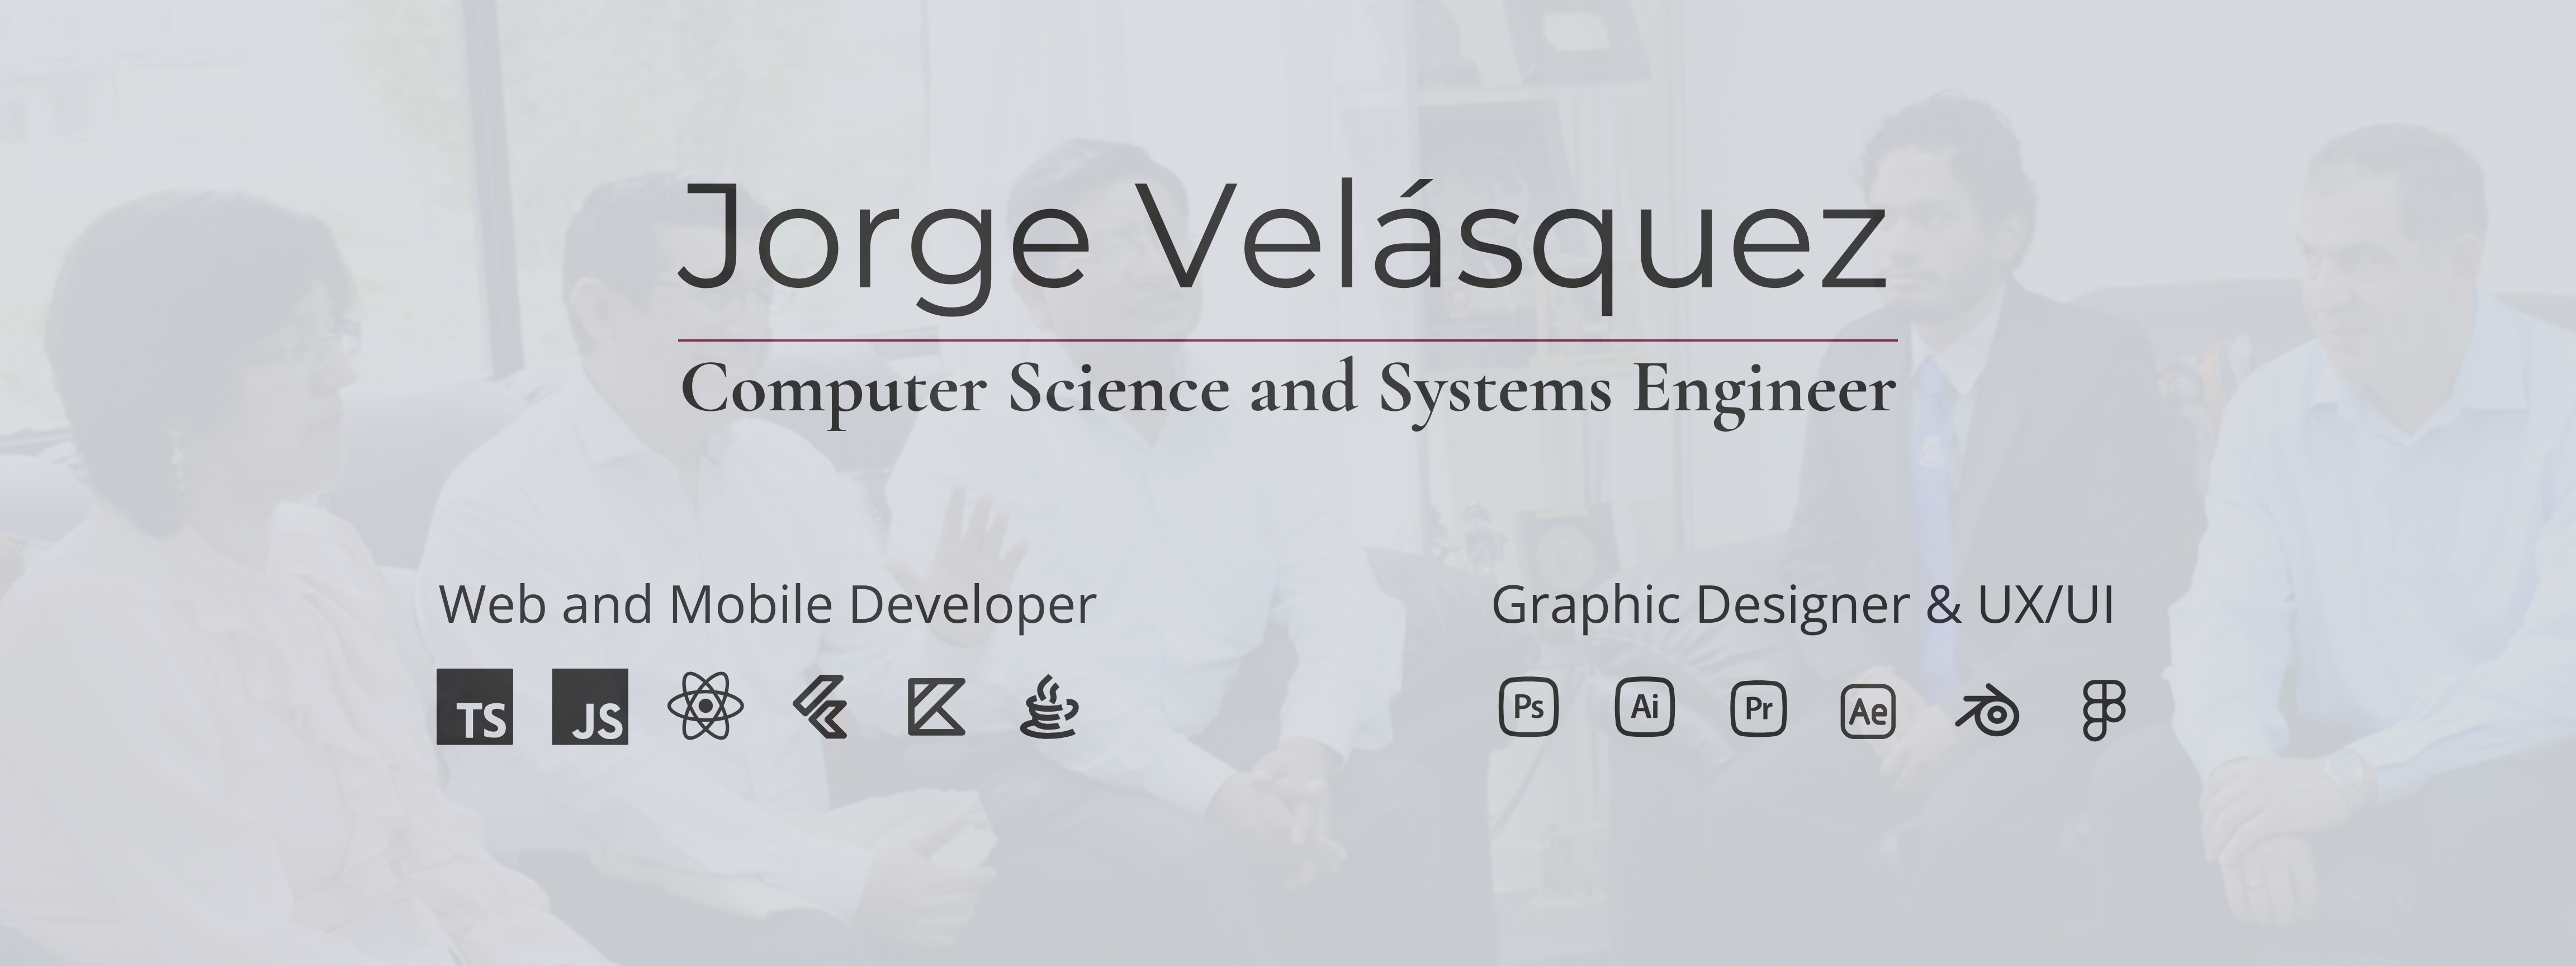 Jorge Velásquez
Computer Science and Systems Engineer
Web and Mobile Developer
TS JS
Graphic Designer & UX/UI
Ps Ai Pr Ae